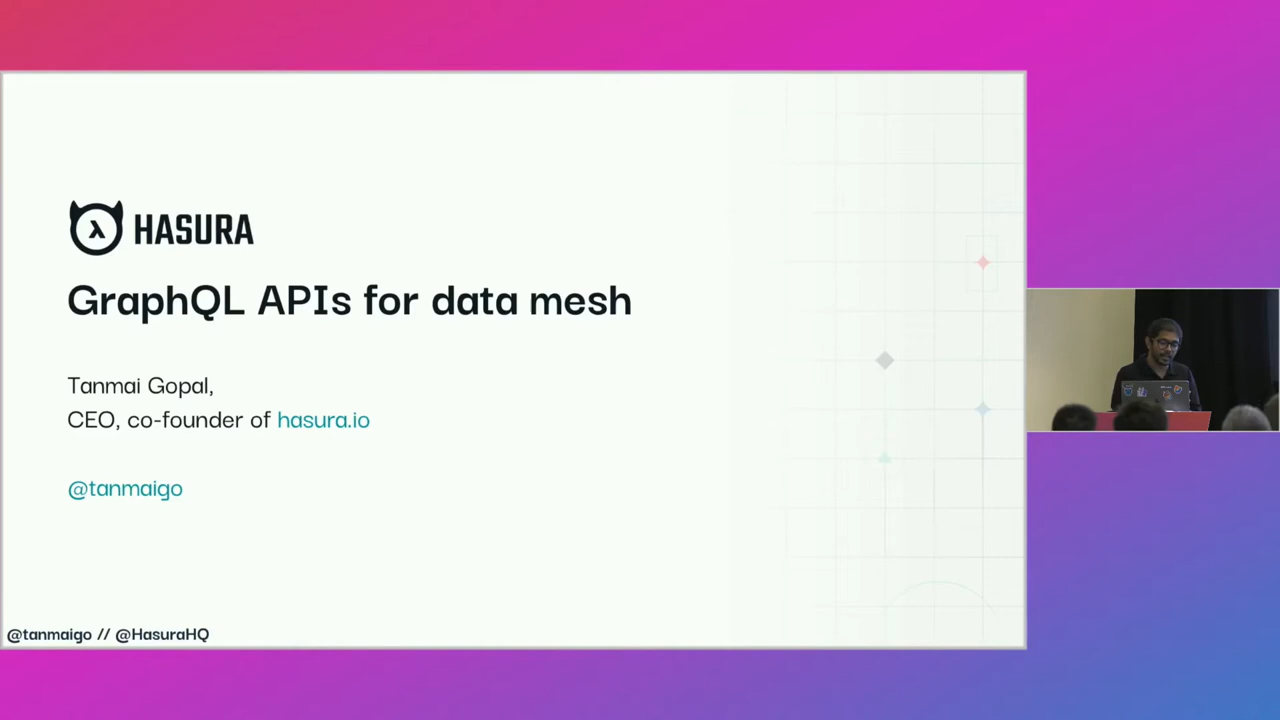 HASURA
GraphQL APIs for data mesh
Tanmai Gopal,
CEO, co-founder of hasura.io
@tanmaigo
@tanmaigo // @HasuraHQ